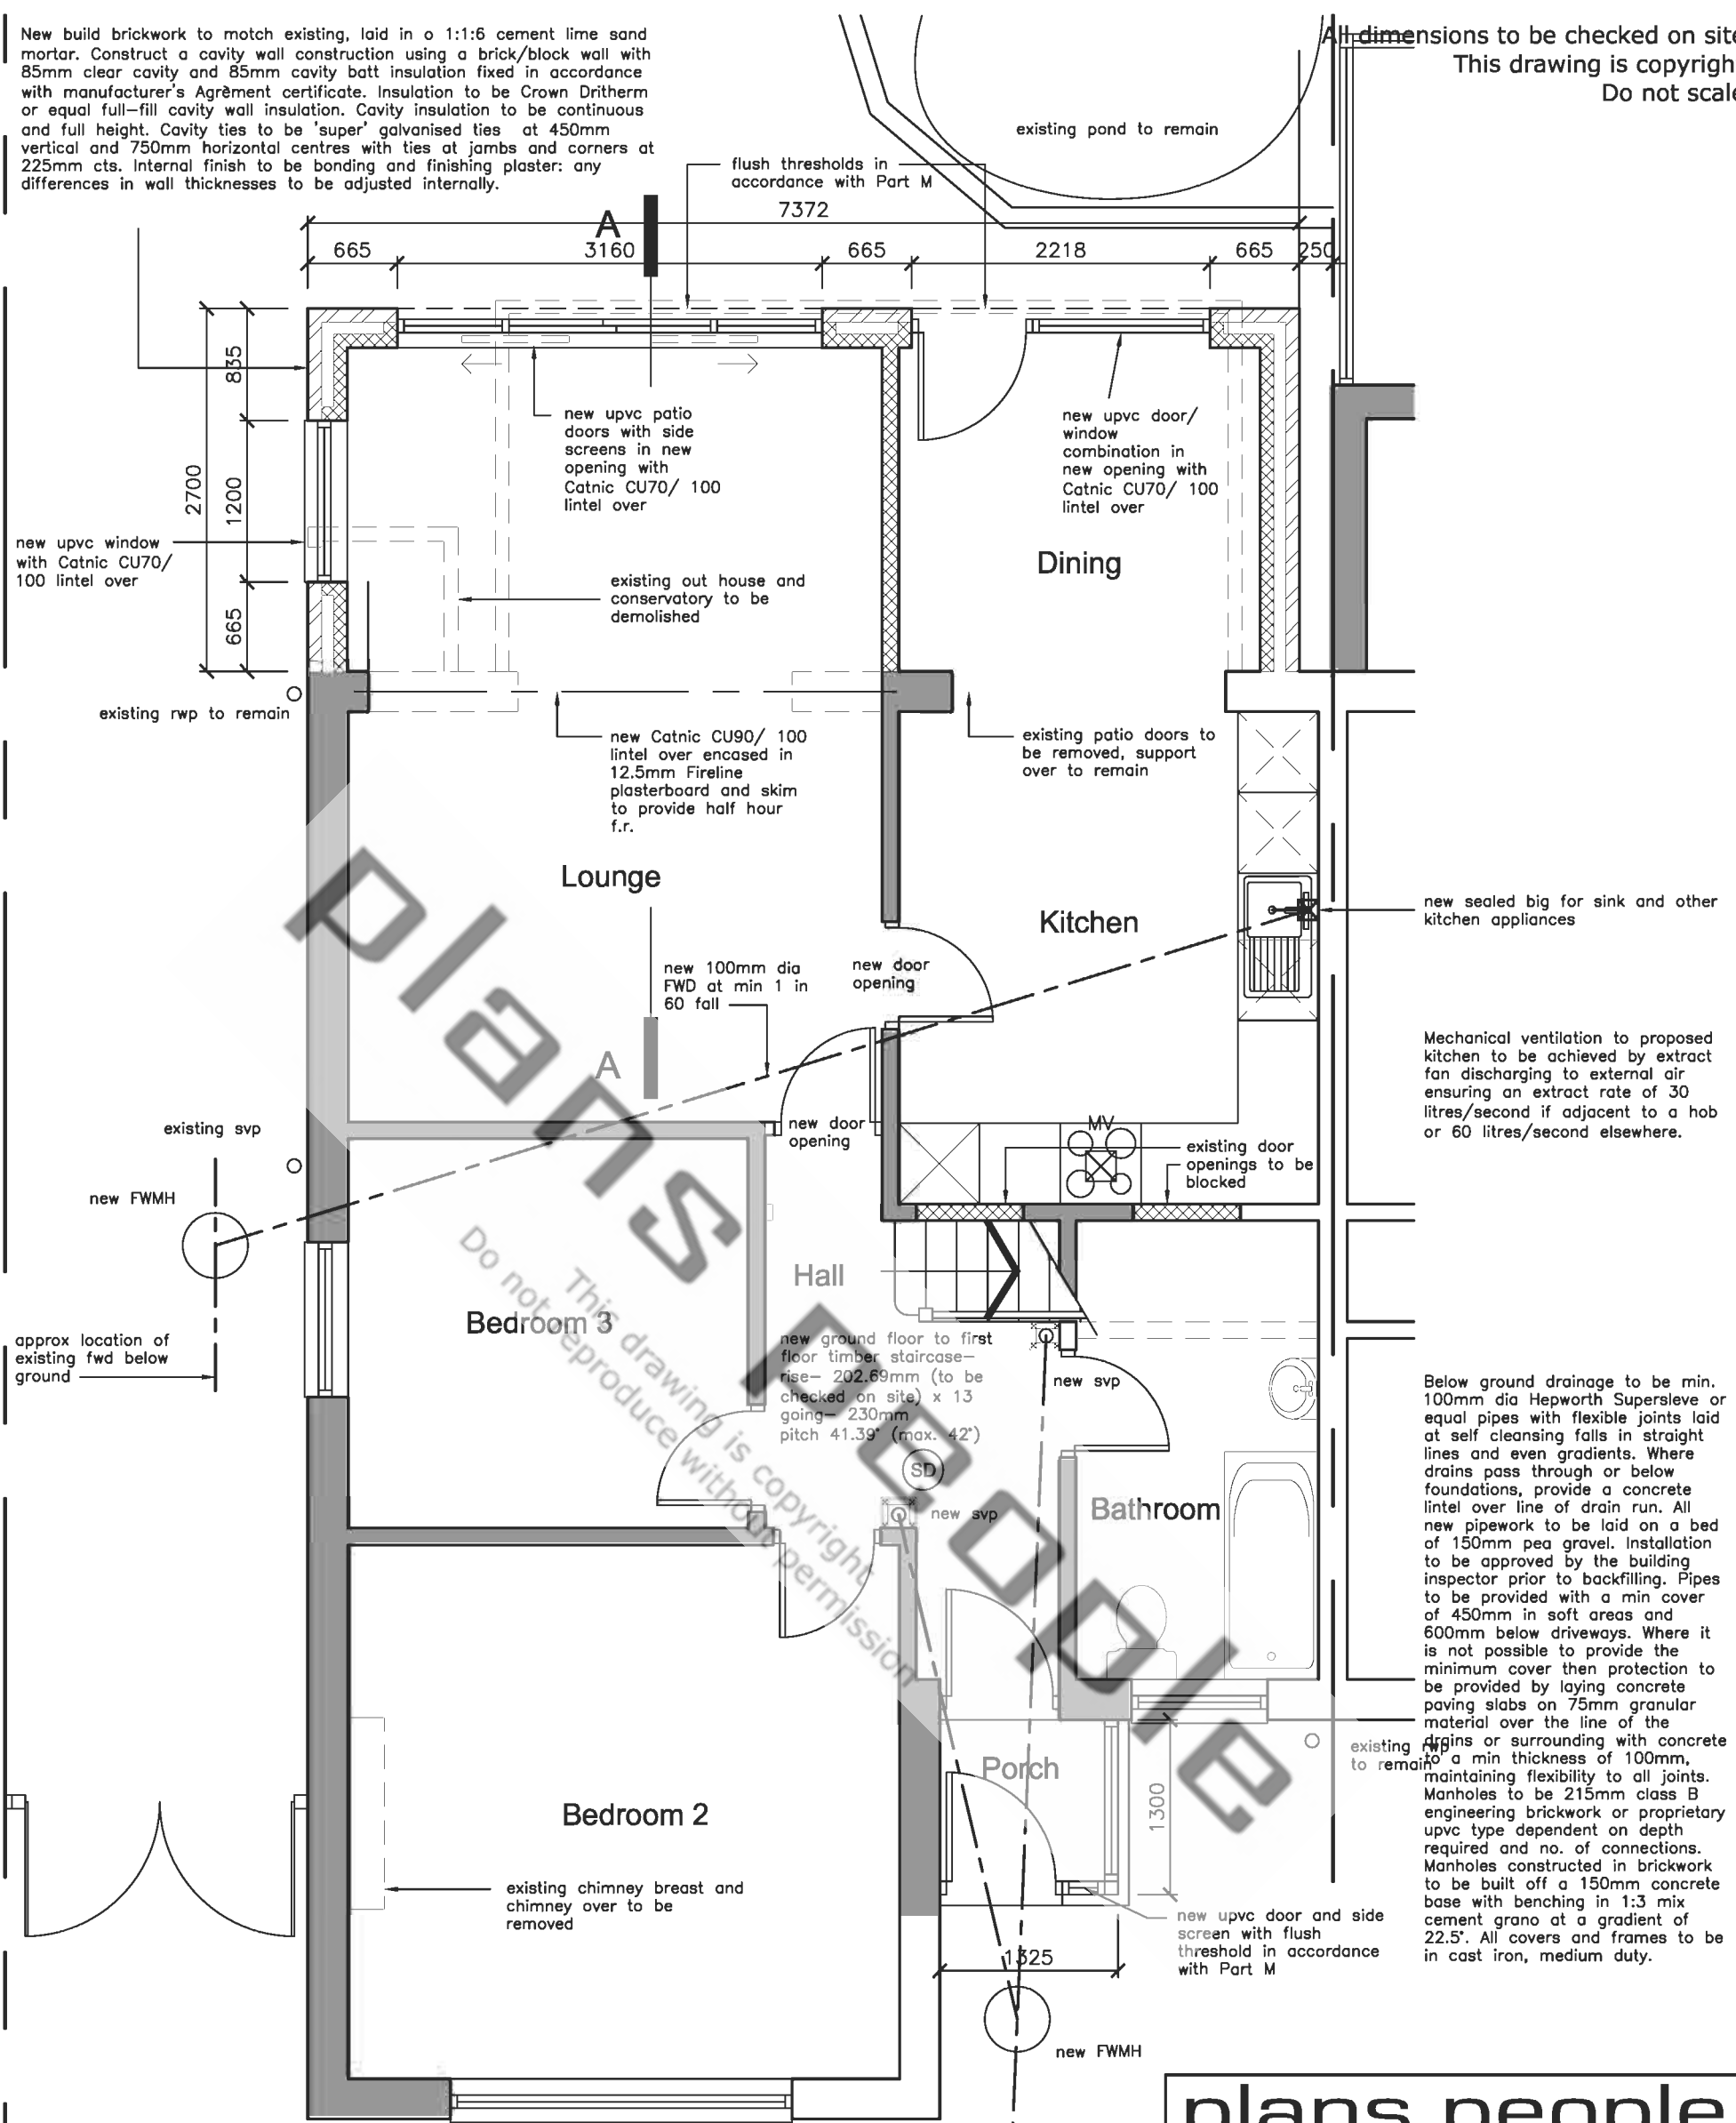 New build brickwork to motch existing, laid in o 1:1:6 cement lime sand
mortar. Construct a cavity wall construction using a brick/block wall with
85mm clear cavity and 85mm cavity batt insulation fixed in accordance
with manufacturer's Agrèment certificate. Insulation to be Crown Dritherm
or equal full-fill cavity wall insulation. Cavity insulation to be continuous
and full height. Cavity ties to be 'super' galvanised ties at 450mm
vertical and 750mm horizontal centres with ties at jambs and corners at
225mm cts. Internal finish to be bonding and finishing plaster: any
differences in wall thicknesses to be adjusted internally.
All dimensions to be checked on site
This drawing is copyrigh
Do not scale
existing pond to remain
flush thresholds in
accordance with Part M
7372
A
665
3160
665
2218
665
250
835
2700
1200
665
new upvc patio
doors with side
screens in new
opening with
Catnic CU70/ 100
lintel over
new upvc door/
window
combination in
new opening with
Catnic CU70/ 100
lintel over
new upvc window
with Catnic CU70/
100 lintel over
Dining
existing out house and
conservatory to be
demolished
existing rwp to remain
new Catnic CU90/ 100
lintel over encased in
12.5mm Fireline
plasterboard and skim
to provide half hour
f.r.
existing patio doors to
be removed, support
over to remain
Lounge
Kitchen
new sealed big for sink and other
kitchen appliances
new 100mm dia
FWD at min 1 in
60 fall
new door
opening
A
Mechanical ventilation to proposed
kitchen to be achieved by extract
fan discharging to external air
ensuring an extract rate of 30
litres/second if adjacent to a hob
or 60 litres/second elsewhere.
existing svp
new door
opening
MV
existing door
openings to be
blocked
new FWMH
Hall
Bedroom 3
approx location of
existing fwd below
ground
new ground floor to first
floor timber staircase-
rise- 202.69mm (to be
checked on site) x 13
going- 230mm
pitch 41.39° (max. 42°)
new svp
SD
new svp
Bathroom
Below ground drainage to be min.
100mm dia Hepworth Supersleve or
equal pipes with flexible joints laid
at self cleansing falls in straight
lines and even gradients. Where
drains pass through or below
foundations, provide a concrete
lintel over line of drain run. All
new pipework to be laid on a bed
of 150mm pea gravel. Installation
to be approved by the building
inspector prior to backfilling. Pipes
to be provided with a min cover
of 450mm in soft areas and
600mm below driveways. Where it
is not possible to provide the
minimum cover then protection to
be provided by laying concrete
paving slabs on 75mm granular
material over the line of the
drains or surrounding with concrete
to a min thickness of 100mm,
maintaining flexibility to all joints.
Manholes to be 215mm class B
engineering brickwork or proprietary
upvc type dependent on depth
required and no. of connections.
Manholes constructed in brickwork
to be built off a 150mm concrete
base with benching in 1:3 mix
cement grano at a gradient of
22.5°. All covers and frames to be
in cast iron, medium duty.
existing rwp
to remain
Porch
1300
Bedroom 2
existing chimney breast and
chimney over to be
removed
new upvc door and side
screen with flush
threshold in accordance
with Part M
1325
new FWMH
plans people
This drawing is copyright
Do not reproduce without permission
plans people